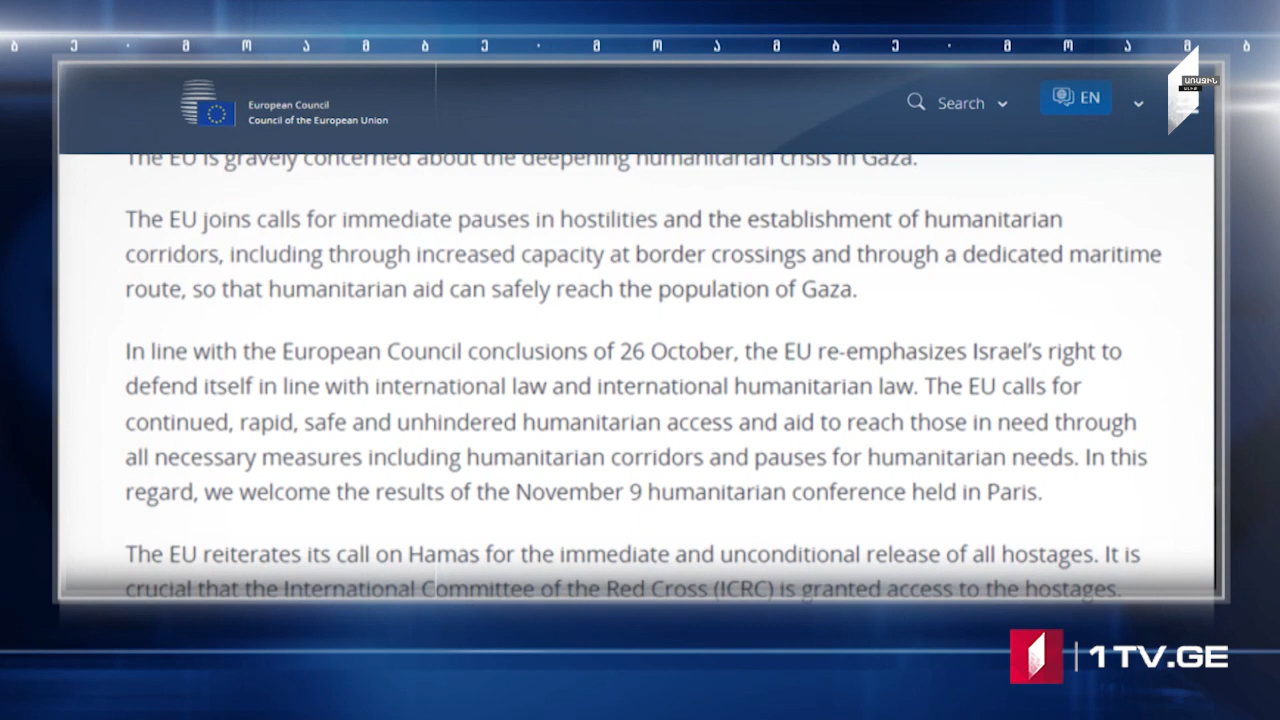 ბ ე · მ ო ა მ ბ ე · მ ო ა მ ბ ე · მ ო ა მ ბ
European Council
Council of the European Union
Search
EN
ԱՌԱՋԻՆ
ԱԼԻՔ
The EU is gravely concerned about the deepening humanitarian crisis in Gaza.
The EU joins calls for immediate pauses in hostilities and the establishment of humanitarian
corridors, including through increased capacity at border crossings and through a dedicated maritime
route, so that humanitarian aid can safely reach the population of Gaza.
In line with the European Council conclusions of 26 October, the EU re-emphasizes Israel’s right to
defend itself in line with international law and international humanitarian law. The EU calls for
continued, rapid, safe and unhindered humanitarian access and aid to reach those in need through
all necessary measures including humanitarian corridors and pauses for humanitarian needs. In this
regard, we welcome the results of the November 9 humanitarian conference held in Paris.
The EU reiterates its call on Hamas for the immediate and unconditional release of all hostages. It is
crucial that the International Committee of the Red Cross (ICRC) is granted access to the hostages.
1TV.GE